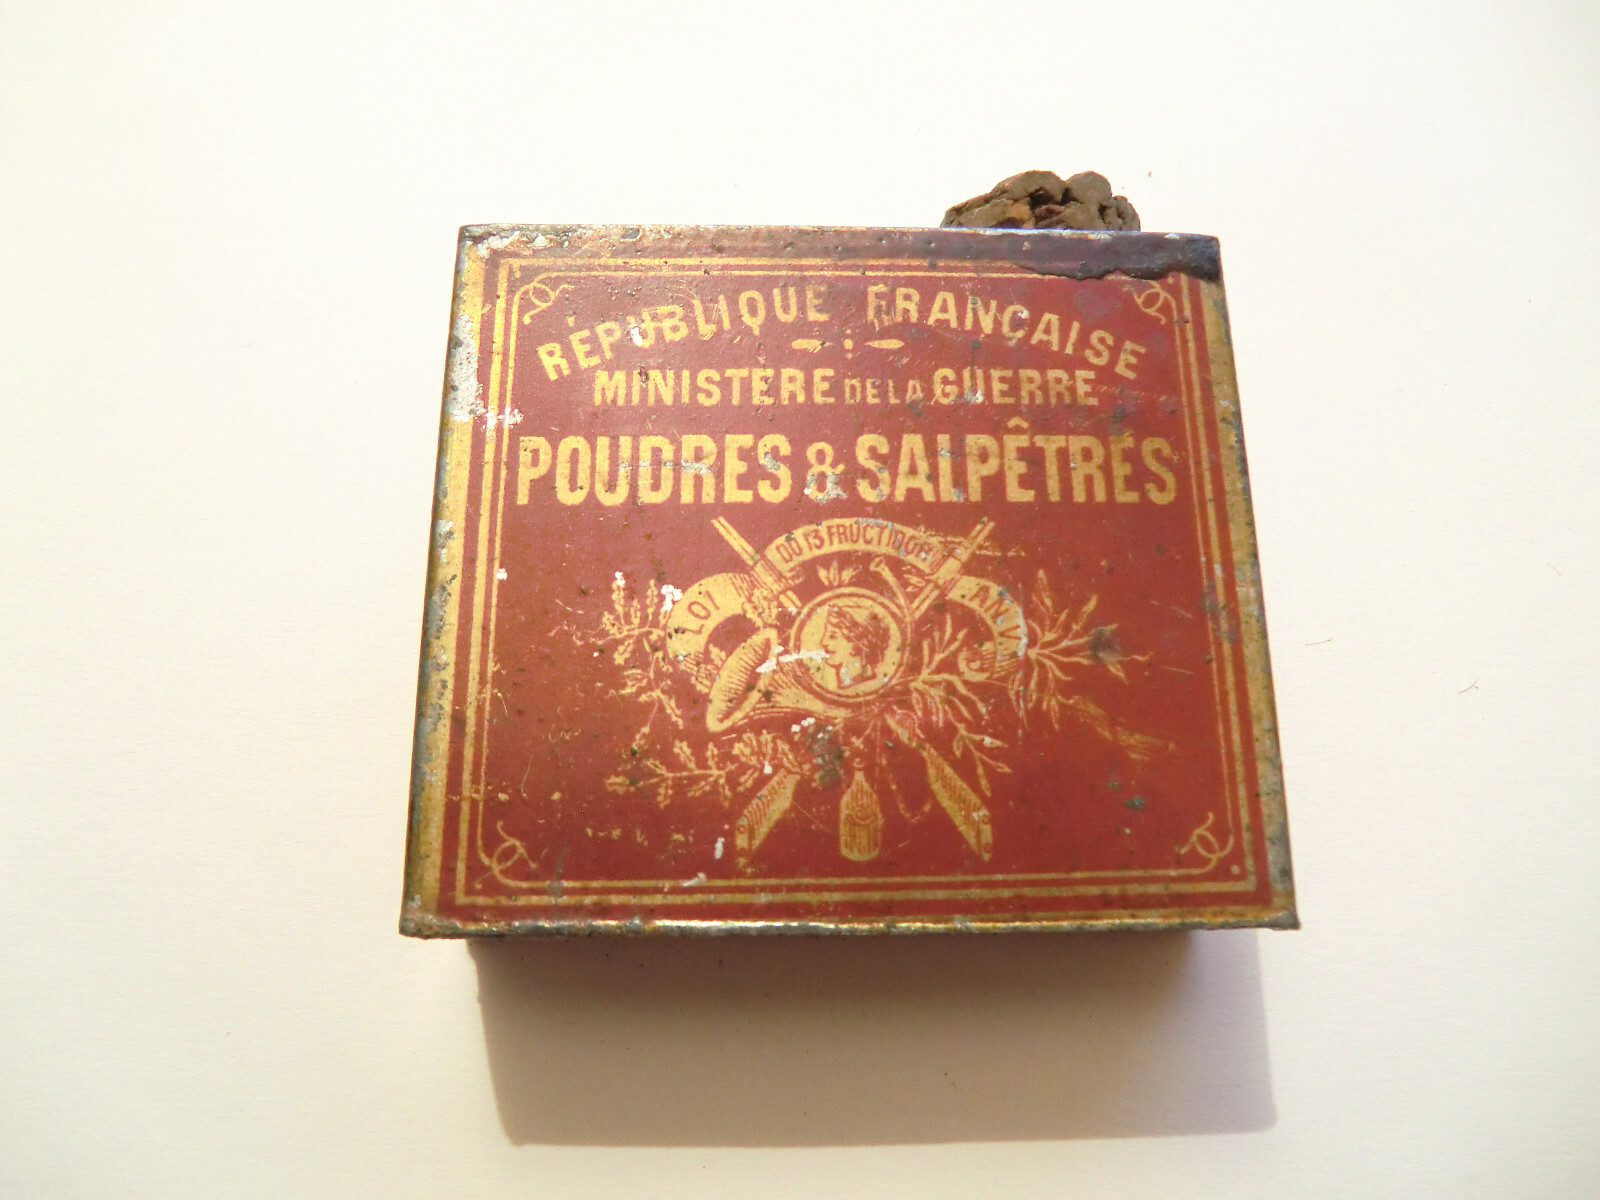 RÉPUBLIQUE FRANÇAISE
MINISTERE DE LA GUERRE
POUDRES & SALPÊTRES
LOI DU 13 FRUCTIDOR AN V